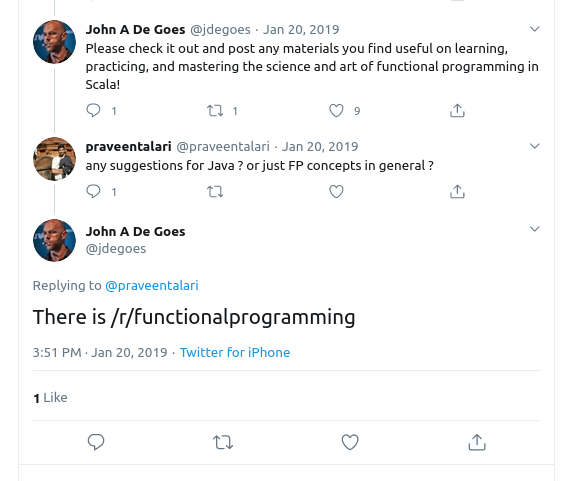 John A De Goes @jdegoes · Jan 20, 2019
Please check it out and post any materials you find useful on learning,
practicing, and mastering the science and art of functional programming in
Scala!
1 1 9
praveentalari @praveentalari · Jan 20, 2019
any suggestions for Java ? or just FP concepts in general ?
1
John A De Goes
@jdegoes
Replying to @praveentalari
There is /r/functionalprogramming
3:51 PM · Jan 20, 2019 · Twitter for iPhone
1 Like